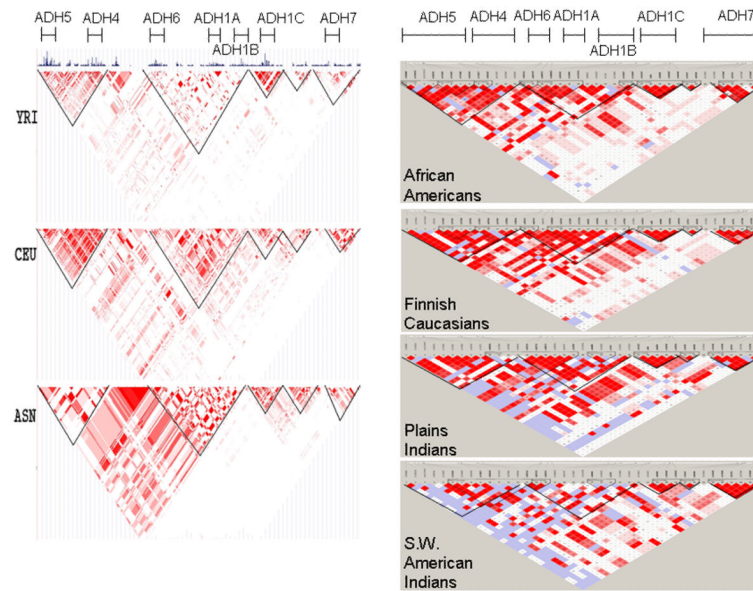 ADH5 ADH4 ADH6 ADH1A ADH1C ADH7
ADH1B
YRI
CEU
ASN
ADH5 ADH4 ADH6 ADH1A ADH1C ADH7
ADH1B
African
Americans
Finnish
Caucasians
Plains
Indians
S.W.
American
Indians